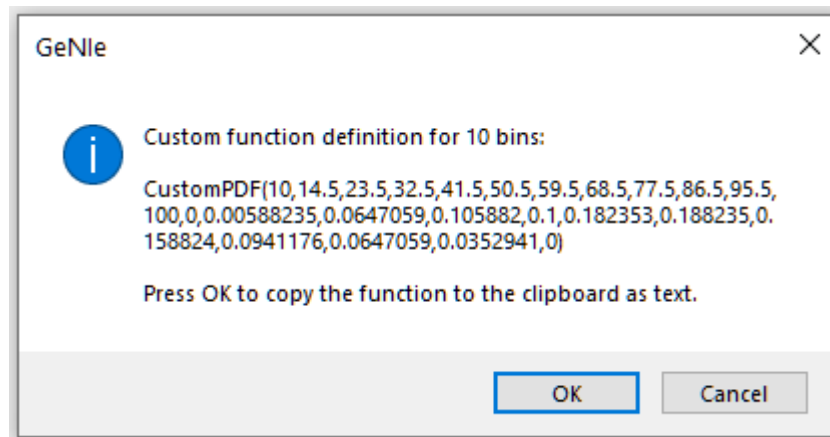 GeNIe
Custom function definition for 10 bins:
CustomPDF(10,14.5,23.5,32.5,41.5,50.5,59.5,68.5,77.5,86.5,95.5,
100,0,0.00588235,0.0647059,0.105882,0.1,0.182353,0.188235,0.
158824,0.0941176,0.0647059,0.0352941,0)
Press OK to copy the function to the clipboard as text.
OK
Cancel